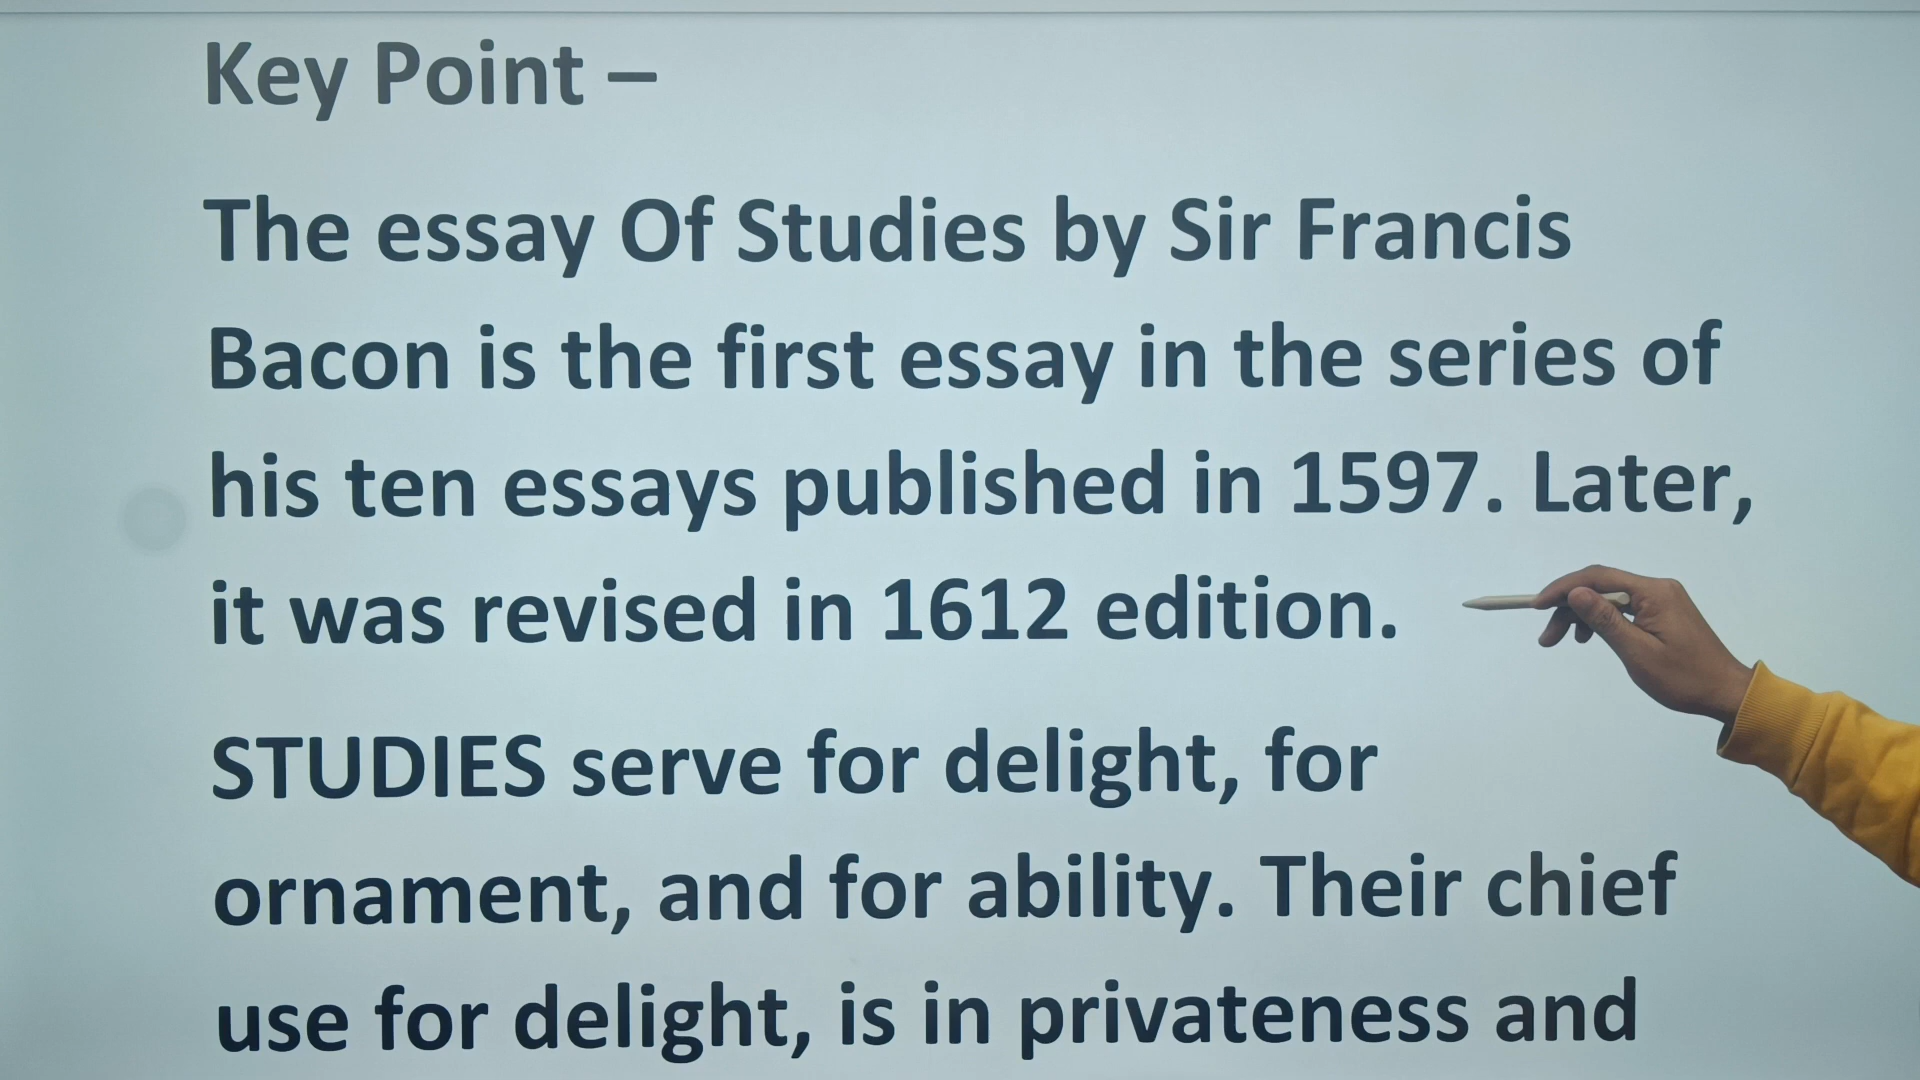 Key Point –
The essay Of Studies by Sir Francis
Bacon is the first essay in the series of
his ten essays published in 1597. Later,
it was revised in 1612 edition.
STUDIES serve for delight, for
ornament, and for ability. Their chief
use for delight, is in privateness and